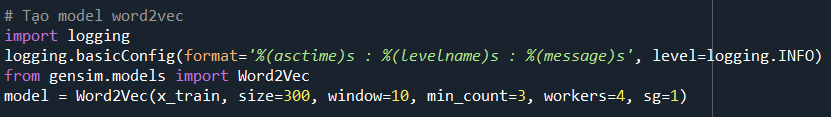 # Tạo model word2vec
import logging
logging.basicConfig(format='%(asctime)s : %(levelname)s : %(message)s', level=logging.INFO)
from gensim.models import Word2Vec
model = Word2Vec(x_train, size=300, window=10, min_count=3, workers=4, sg=1)